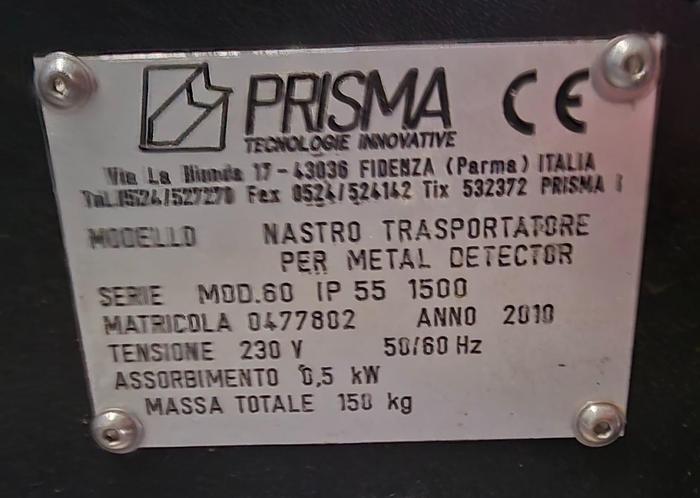 PRISMA CE
TECNOLOGIE INNOVATIVE
Via La Bionda 17 - 43036 FIDENZA (Parma) ITALIA
Tel. 0524/527270 Fax 0524/524142 Tlx 532372 PRISMA I
MODELLO NASTRO TRASPORTATORE
PER METAL DETECTOR
SERIE MOD.60 IP 55 1500
MATRICOLA 0477802 ANNO 2010
TENSIONE 230 V 50/60 Hz
ASSORBIMENTO 0,5 kW
MASSA TOTALE 150 kg